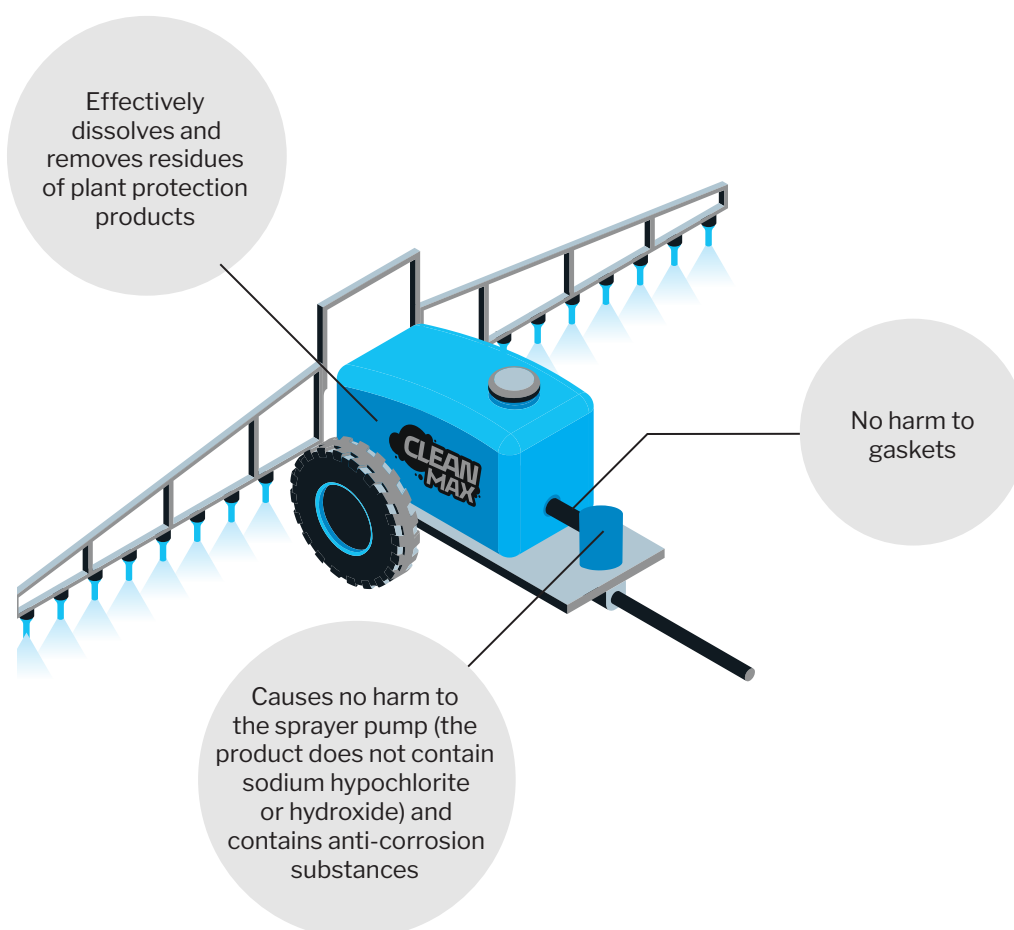 Effectively
dissolves and
removes residues
of plant protection
products
CLEAN
MAX
No harm to
gaskets
Causes no harm to
the sprayer pump (the
product does not contain
sodium hypochlorite
or hydroxide) and
contains anti-corrosion
substances